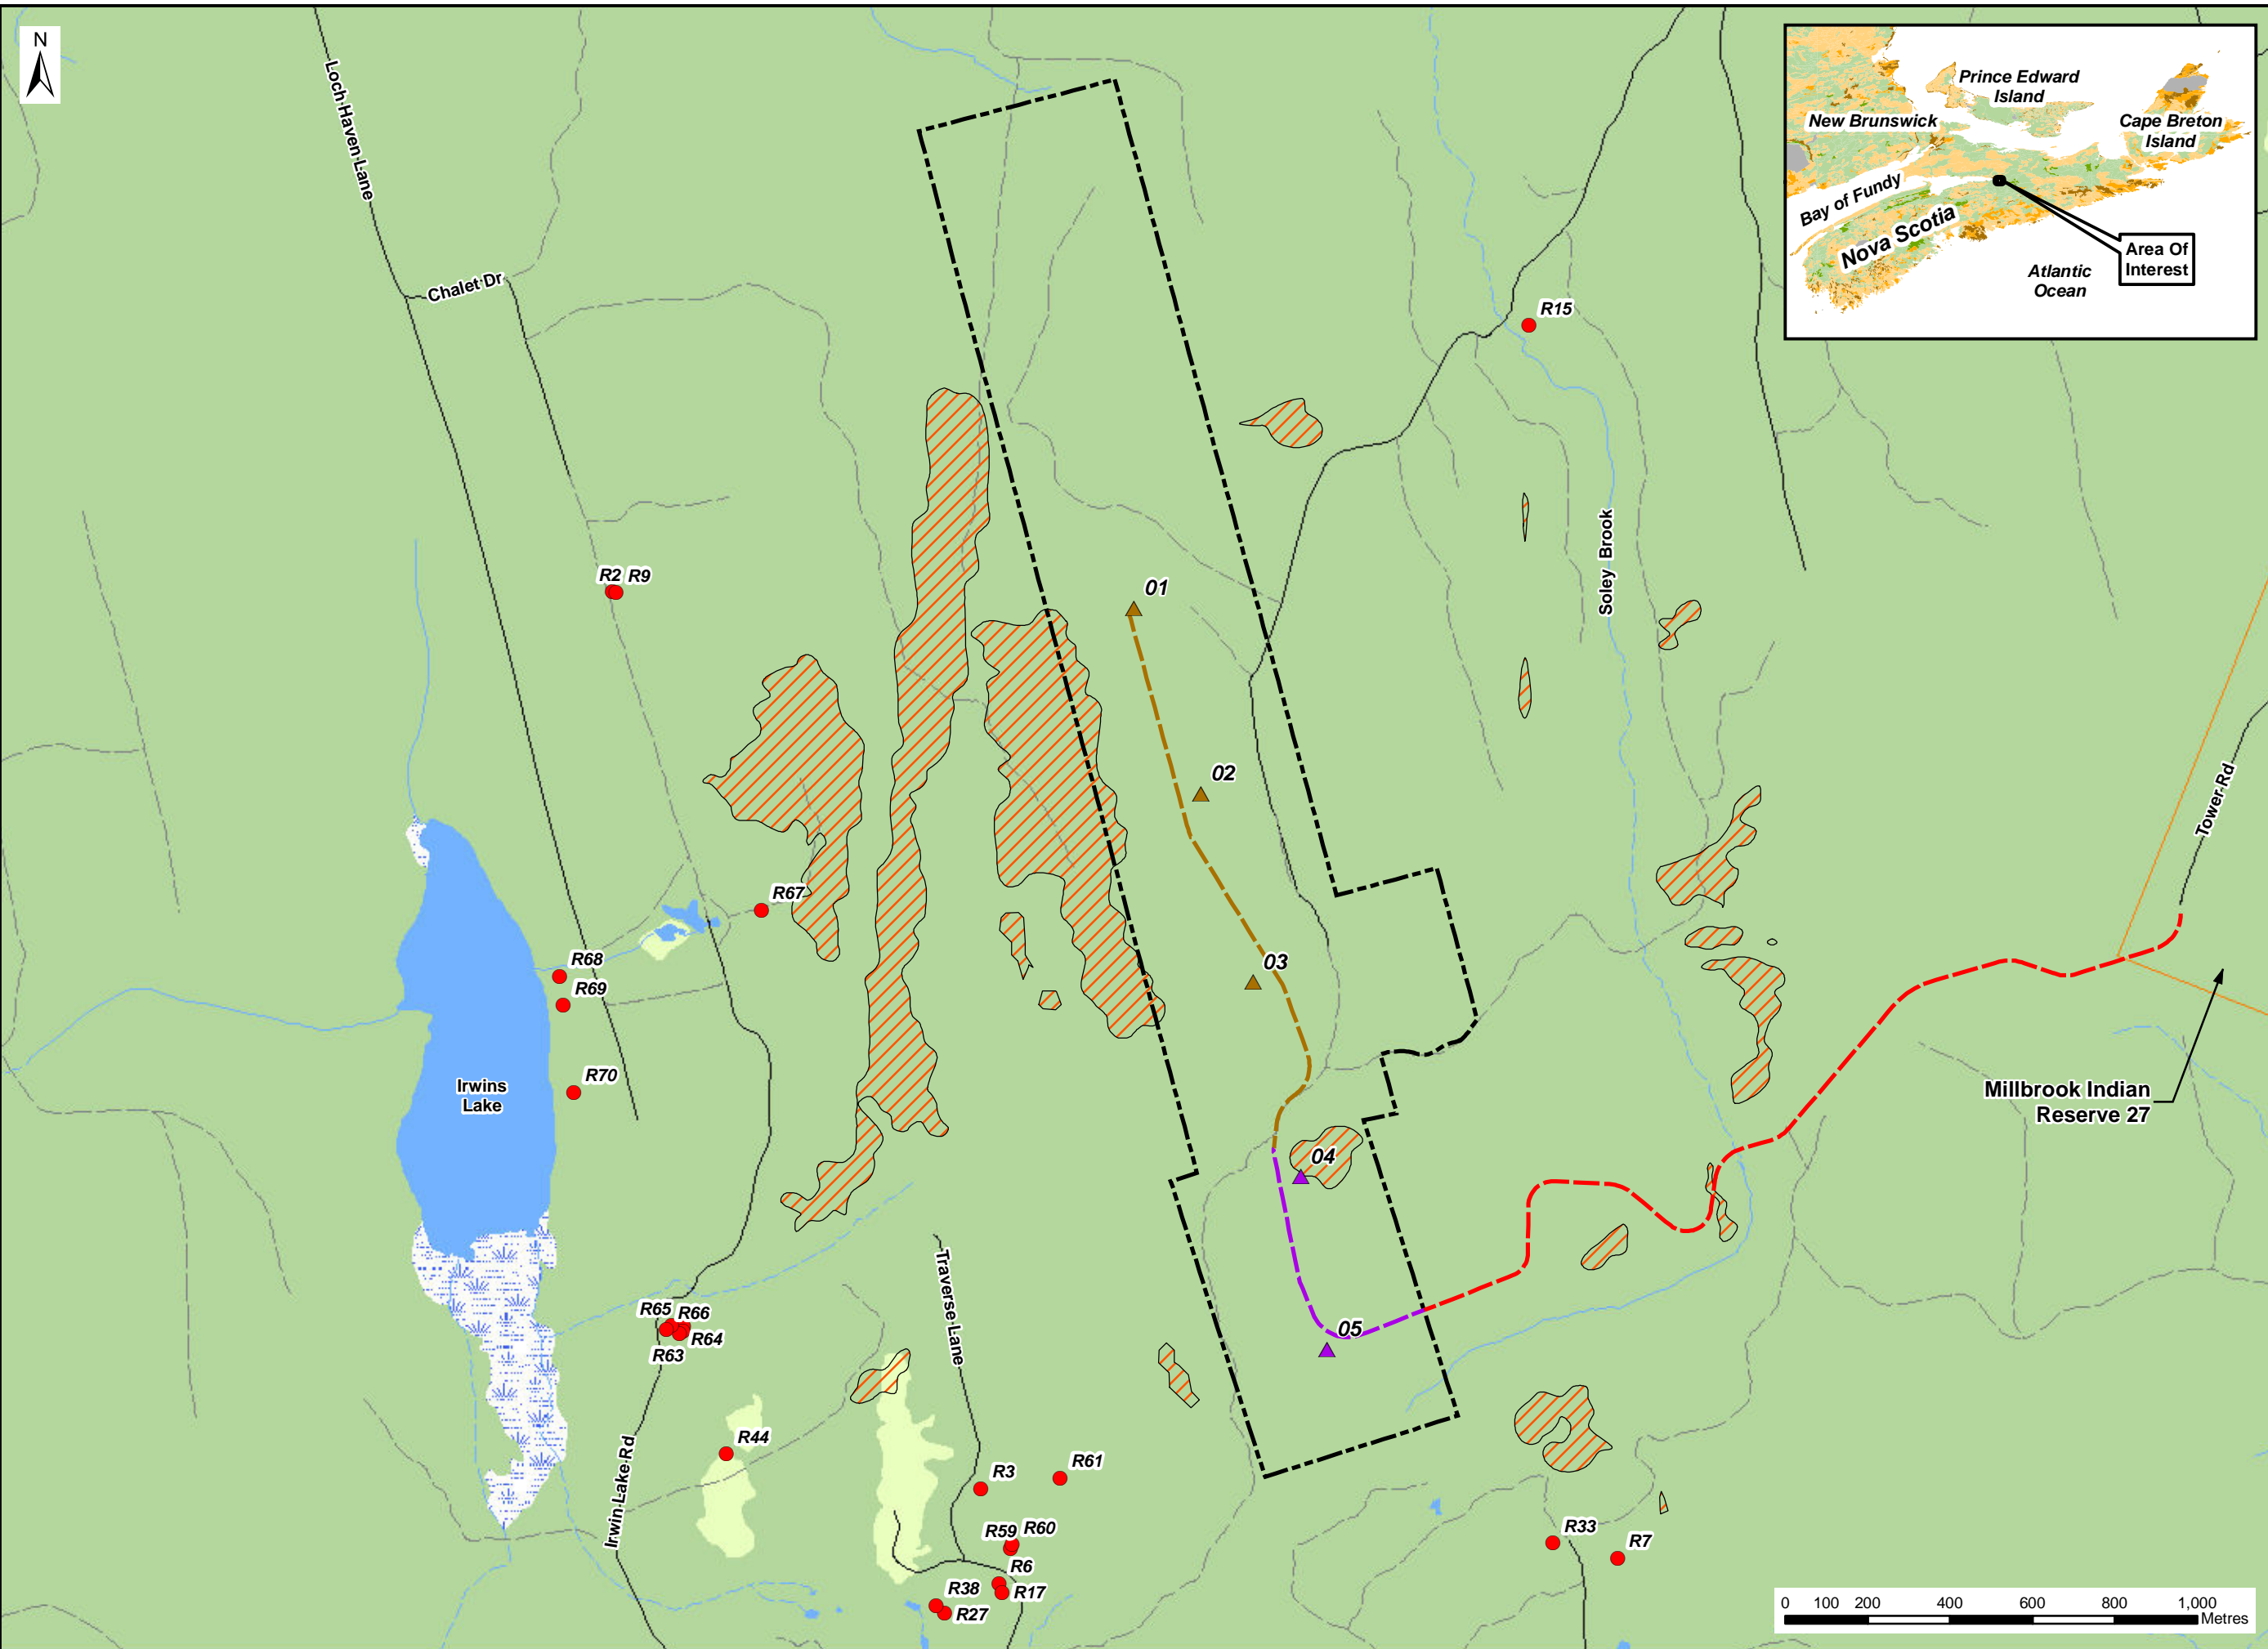 N
Loch Haven Lane
Chalet Dr
Prince Edward
Island
New Brunswick
Cape Breton
Island
Bay of Fundy
Nova Scotia
Area Of
Interest
Atlantic
Ocean
R15
R2 R9
01
Soley Brook
02
Tower Rd
R67
R68
03
R69
R70
Irwins
Lake
Millbrook Indian
Reserve 27
04
Traverse Lane
R65 R66
R64
R63
05
R44
Irwin Lake Rd
R3
R61
R59 R60
R33
R7
R6
R38
R17
R27
0 100 200 400 600 800 1,000
Metres